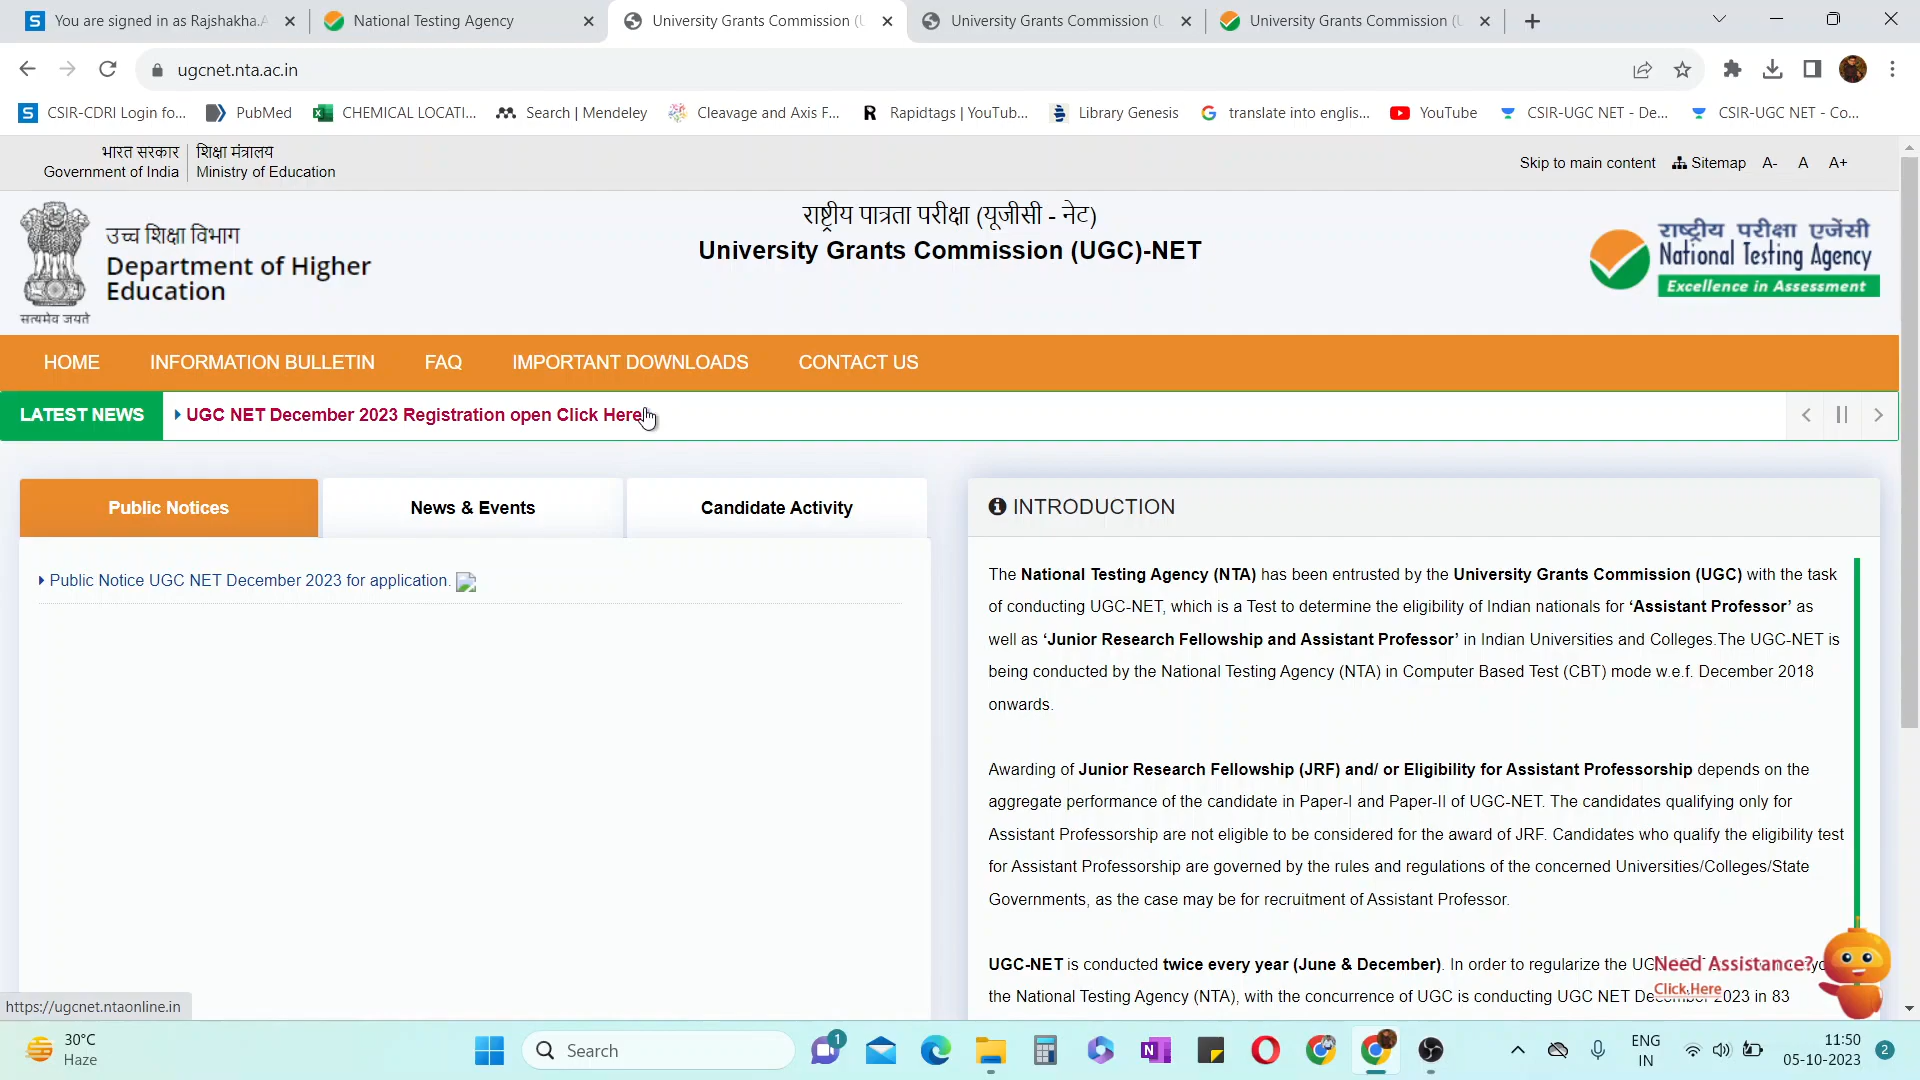 You are signed in as Rajshakha.A
National Testing Agency
University Grants Commission (U
University Grants Commission (U
University Grants Commission (U
ugcnet.nta.ac.in
CSIR-CDRI Login fo...
PubMed
CHEMICAL LOCATI...
Search | Mendeley
Cleavage and Axis F...
Rapidtags | YouTub...
Library Genesis
translate into englis...
YouTube
CSIR-UGC NET - De...
CSIR-UGC NET - Co...
भारत सरकार
Government of India
शिक्षा मंत्रालय
Ministry of Education
Skip to main content
Sitemap
A-
A
A+
सत्यमेव जयते
उच्च शिक्षा विभाग
Department of Higher
Education
राष्ट्रीय पात्रता परीक्षा (यूजीसी - नेट)
University Grants Commission (UGC)-NET
राष्ट्रीय परीक्षा एजेंसी
National Testing Agency
Excellence in Assessment
HOME
INFORMATION BULLETIN
FAQ
IMPORTANT DOWNLOADS
CONTACT US
LATEST NEWS
UGC NET December 2023 Registration open Click Here
Public Notices
News & Events
Candidate Activity
Public Notice UGC NET December 2023 for application.
INTRODUCTION
The National Testing Agency (NTA) has been entrusted by the University Grants Commission (UGC) with the task
of conducting UGC-NET, which is a Test to determine the eligibility of Indian nationals for ‘Assistant Professor’ as
well as ‘Junior Research Fellowship and Assistant Professor’ in Indian Universities and Colleges.The UGC-NET is
being conducted by the National Testing Agency (NTA) in Computer Based Test (CBT) mode w.e.f. December 2018
onwards.
Awarding of Junior Research Fellowship (JRF) and/ or Eligibility for Assistant Professorship depends on the
aggregate performance of the candidate in Paper-I and Paper-II of UGC-NET. The candidates qualifying only for
Assistant Professorship are not eligible to be considered for the award of JRF. Candidates who qualify the eligibility test
for Assistant Professorship are governed by the rules and regulations of the concerned Universities/Colleges/State
Governments, as the case may be for recruitment of Assistant Professor.
UGC-NET is conducted twice every year (June & December). In order to regularize the
the National Testing Agency (NTA), with the concurrence of UGC is conducting UGC NET December 2023 in 83
Need Assistance?
Click Here
https://ugcnet.ntaonline.in
30°C
Haze
Search
1
ENG
IN
11:50
05-10-2023
2